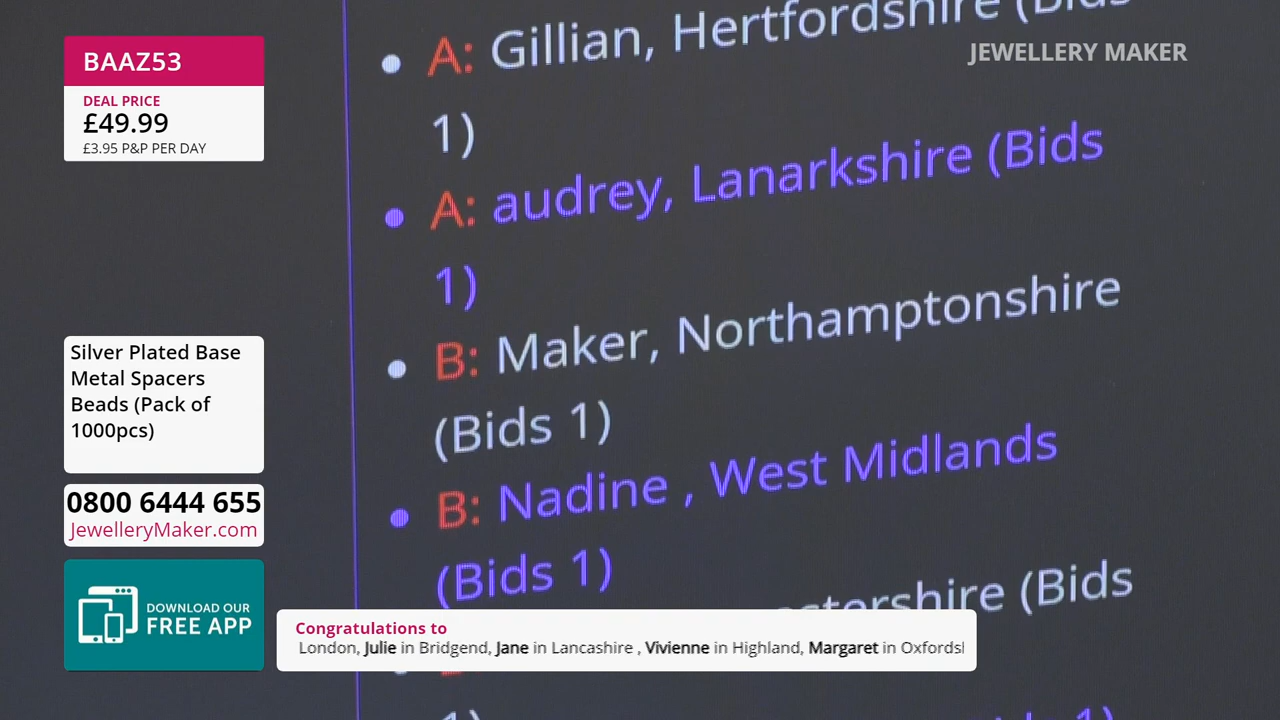 BAAZ53
DEAL PRICE
£49.99
£3.95 P&P PER DAY
JEWELLERY MAKER
A: Gillian, Hertfordshire (Bids
1)
A: audrey, Lanarkshire (Bids
1)
B: Maker, Northamptonshire
(Bids 1)
B: Nadine , West Midlands
(Bids 1)
(Bids
1)
1)
Silver Plated Base
Metal Spacers
Beads (Pack of
1000pcs)
0800 6444 655
JewelleryMaker.com
DOWNLOAD OUR
FREE APP
Congratulations to
London, Julie in Bridgend, Jane in Lancashire , Vivienne in Highland, Margaret in